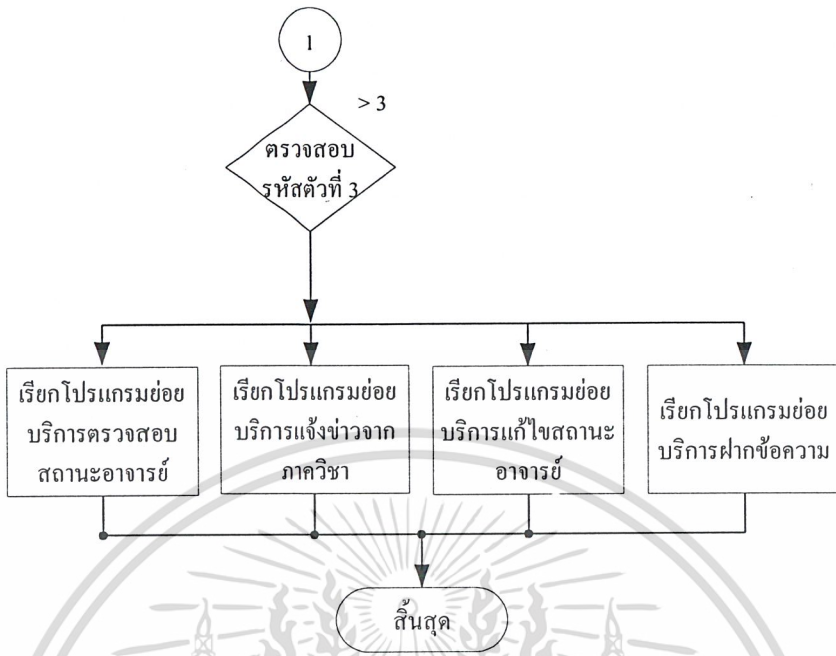 1
> 3
ตรวจสอบ
รหัสตัวที่ 3
เรียกโปรแกรมย่อย
บริการตรวจสอบ
สถานะอาจารย์
เรียกโปรแกรมย่อย
บริการแจ้งข่าวจาก
ภาควิชา
เรียกโปรแกรมย่อย
บริการแก้ไขสถานะ
อาจารย์
เรียกโปรแกรมย่อย
บริการฝากข้อความ
สิ้นสุด